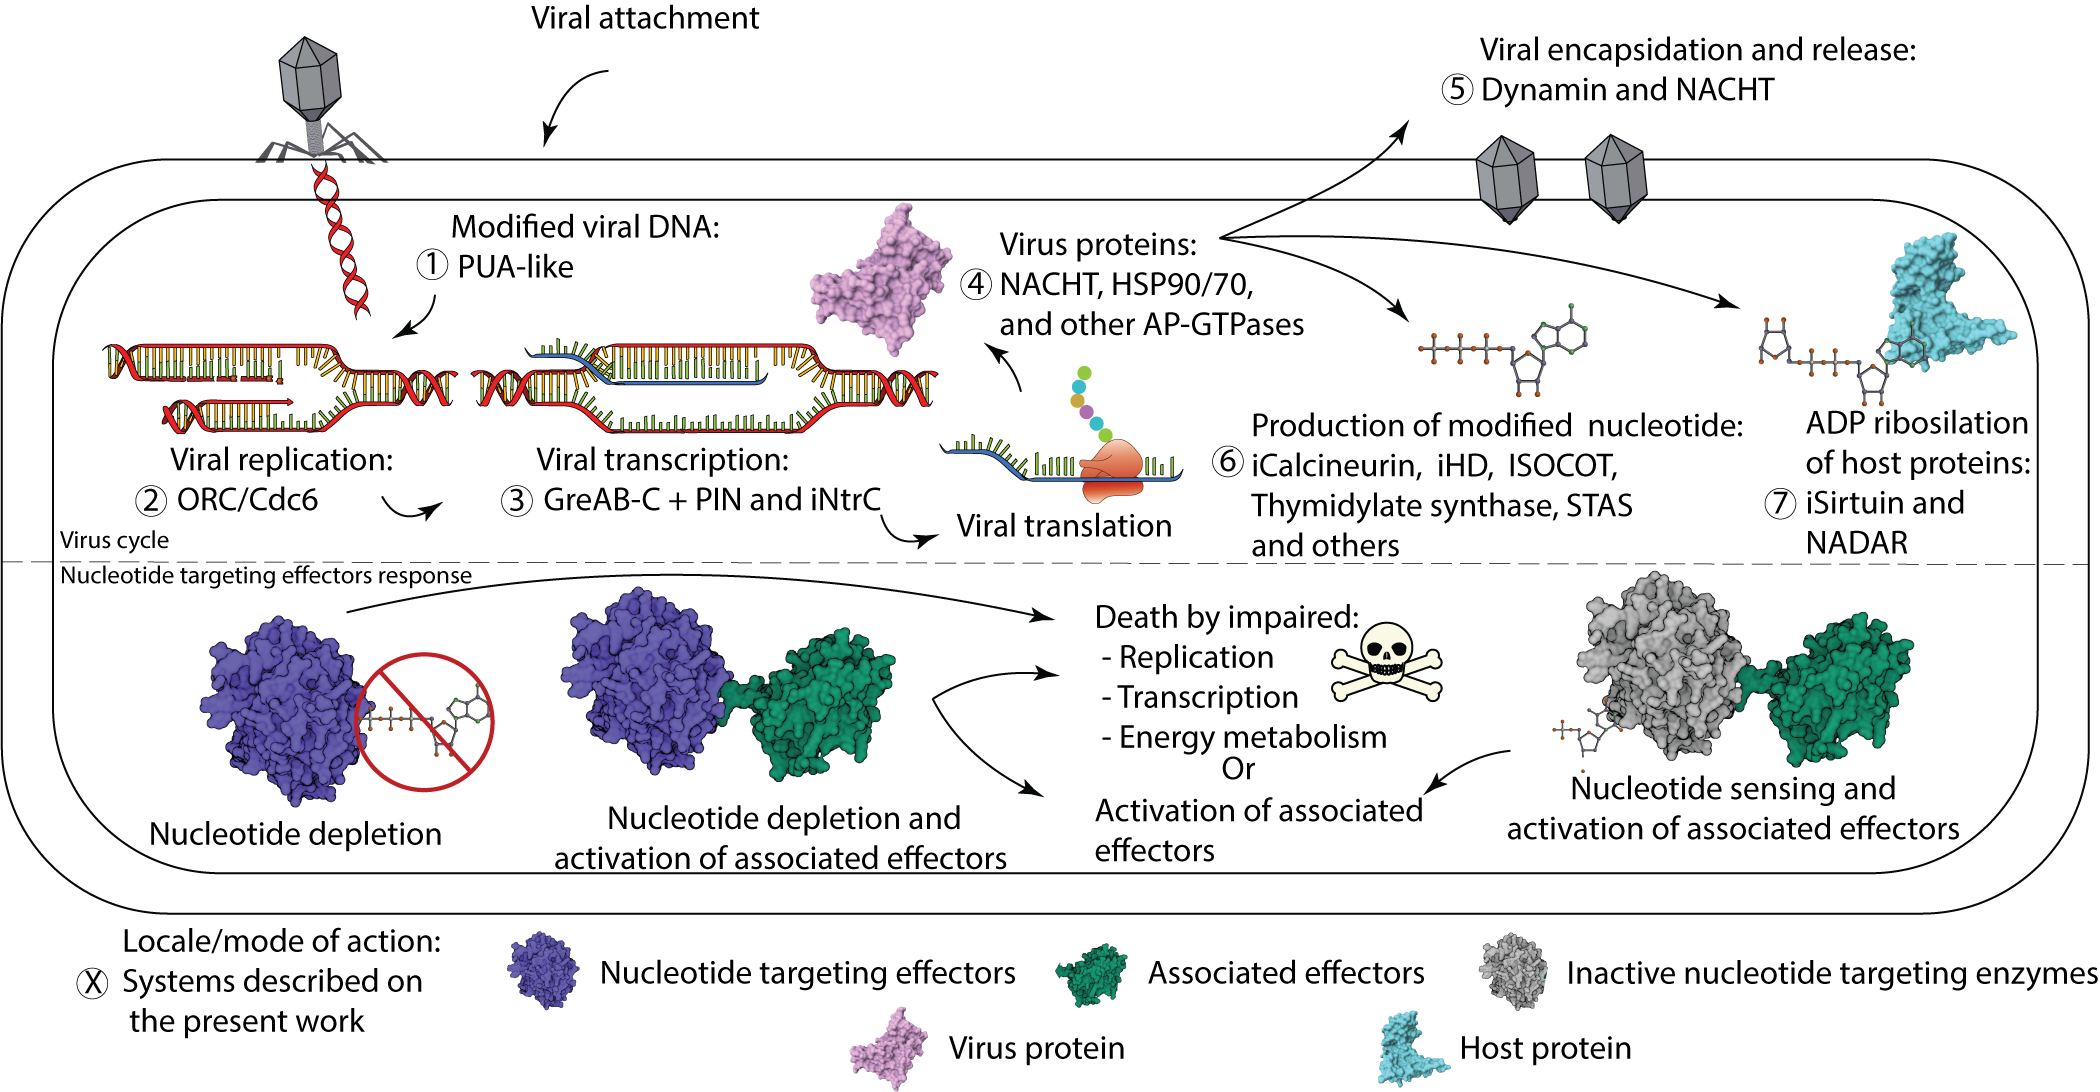 Viral attachment
Viral encapsidation and release:
5 Dynamin and NACHT
Modified viral DNA:
1 PUA-like
Virus proteins:
4 NACHT, HSP90/70,
and other AP-GTPases
Viral replication:
2 ORC/Cdc6
Viral transcription:
3 GreAB-C + PIN and iNtrC
Viral translation
Production of modified nucleotide:
6 iCalcineurin, iHD, ISOCOT,
Thymidylate synthase, STAS
and others
ADP ribosilation
of host proteins:
7 iSirtuin and
NADAR
Virus cycle
Nucleotide targeting effectors response
Nucleotide depletion
Nucleotide depletion and
activation of associated effectors
Death by impaired:
- Replication
- Transcription
- Energy metabolism
Or
Activation of associated
effectors
Nucleotide sensing and
activation of associated effectors
Locale/mode of action:
X Systems described on
the present work
Nucleotide targeting effectors
Associated effectors
Inactive nucleotide targeting enzymes
Virus protein
Host protein